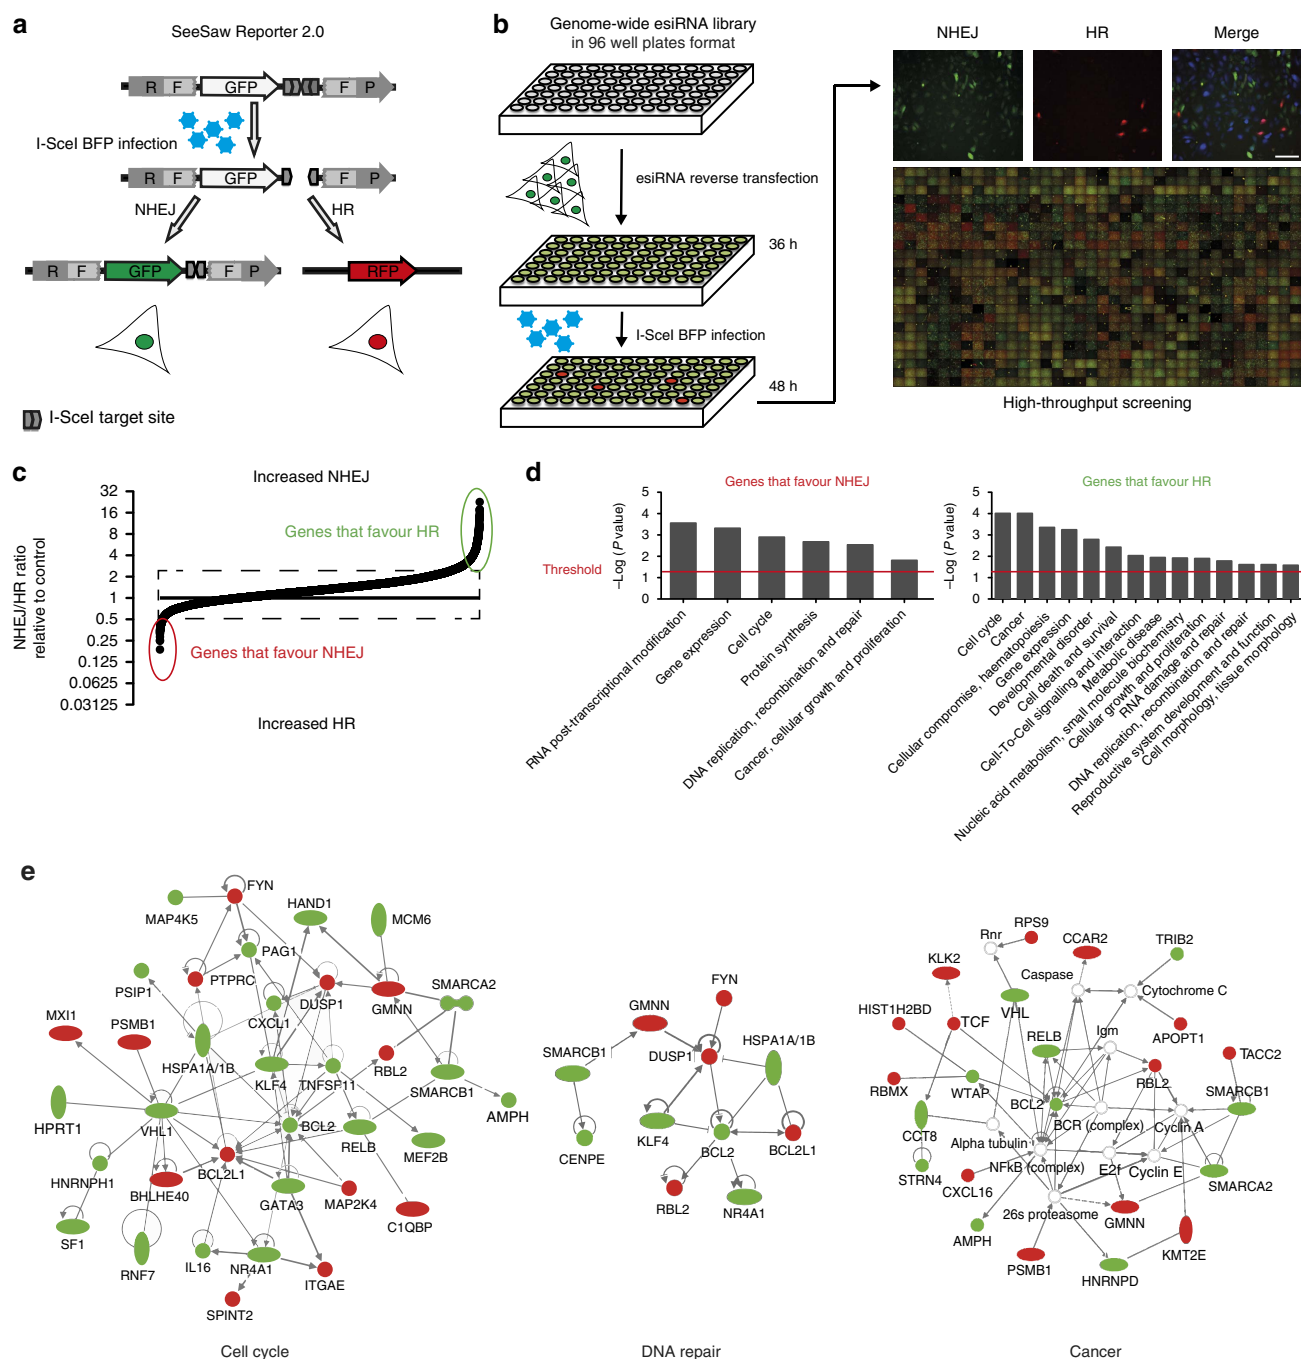 a
SeeSaw Reporter 2.0
R F GFP F P
I-SceI BFP infection
R F GFP F P
NHEJ HR
R F GFP F P
RFP
I-SceI target site
b
Genome-wide esiRNA library
in 96 well plates format
esiRNA reverse transfection
36 h
I-SceI BFP infection
48 h
NHEJ HR Merge
High-throughput screening
c
Increased NHEJ
NHEJ/HR ratio
relative to control
32
16
8
4
2
1
0.5
0.25
0.125
0.0625
0.03125
Genes that favour HR
Genes that favour NHEJ
Increased HR
d
Genes that favour NHEJ
–Log (P value)
5
4
3
2
1
0
Threshold
RNA post-transcriptional modification
Gene expression
Cell cycle
Protein synthesis
DNA replication, recombination and repair
Cancer, cellular growth and proliferation
Genes that favour HR
–Log (P value)
5
4
3
2
1
0
Cell cycle
Cancer
Cellular compromise, haematopoiesis
Gene expression
Developmental disorder
Cell death and survival
Cell-To-Cell signalling and interaction
Metabolic disease
Nucleic acid metabolism, small molecule biochemistry
Cellular growth and proliferation
RNA damage and repair
DNA replication, recombination and repair
Reproductive system development and function
Cell morphology, tissue morphology
e
FYN
MAP4K5
HAND1
MCM6
PAG1
PSIP1
PTPRC
DUSP1
GMNN
SMARCA2
MXI1
PSMB1
CXCL1
HSPA1A/1B
KLF4
TNFSF11
RBL2
SMARCB1
AMPH
HPRT1
VHL1
BCL2
RELB
MEF2B
HNRNPH1
BCL2L1
BHLHE40
GATA3
MAP2K4
C1QBP
SF1
RNF7
IL16
NR4A1
ITGAE
SPINT2
Cell cycle
FYN
GMNN
SMARCB1
DUSP1
HSPA1A/1B
KLF4
BCL2
BCL2L1
CENPE
RBL2
NR4A1
DNA repair
RPS9
Rnr
CCAR2
TRIB2
KLK2
Caspase
Cytochrome C
HIST1H2BD
TCF
VHL
Igm
APOPT1
RELB
TACC2
RBMX
WTAP
RBL2
SMARCB1
BCL2
BCR (complex)
Cyclin A
CCT8
Alpha tubulin
NFkB (complex)
E2f
Cyclin E
STRN4
CXCL16
SMARCA2
26s proteasome
GMNN
AMPH
KMT2E
PSMB1
HNRNPD
Cancer